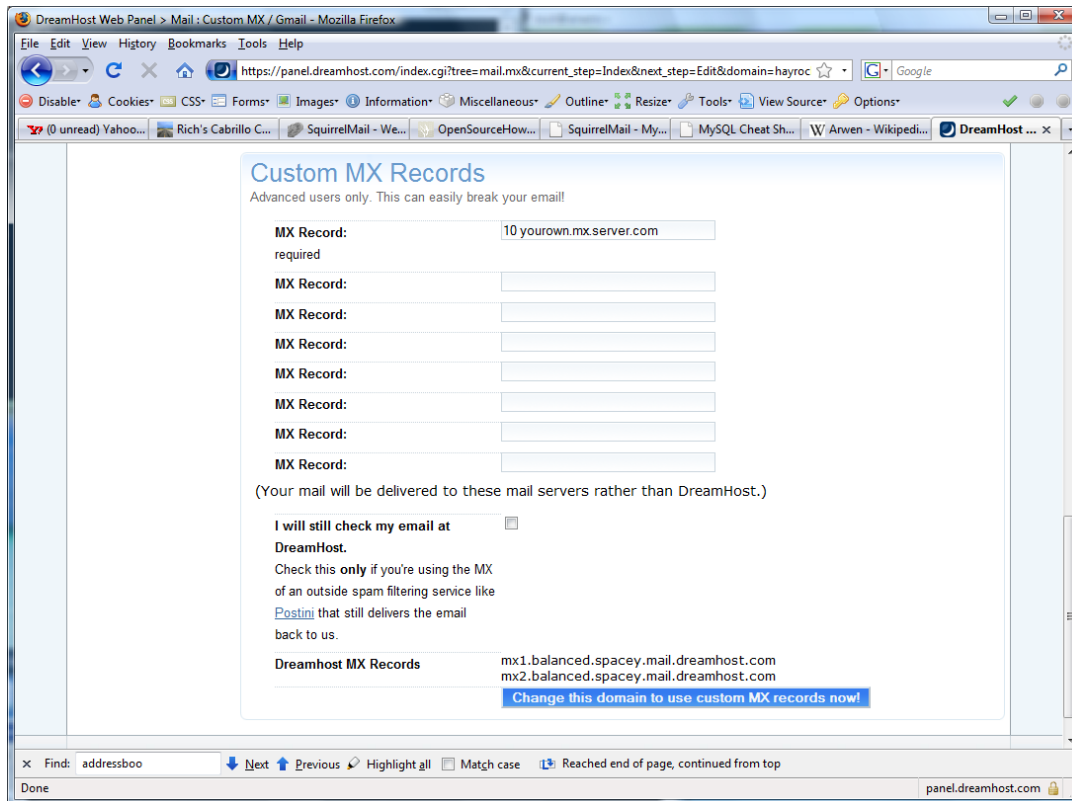 DreamHost Web Panel > Mail : Custom MX / Gmail - Mozilla Firefox
File Edit View History Bookmarks Tools Help
https://panel.dreamhost.com/index.cgi?tree=mail.mx&current_step=Index&next_step=Edit&domain=hayroc
G Google
Disable Cookies CSS Forms Images Information Miscellaneous Outline Resize Tools View Source Options
(0 unread) Yahoo... Rich's Cabrillo C... SquirrelMail - We... OpenSourceHow... SquirrelMail - My... MySQL Cheat Sh... W Arwen - Wikipedi... DreamHost ...
Custom MX Records
Advanced users only. This can easily break your email!
MX Record: 10 yourown.mx.server.com
required
MX Record:
MX Record:
MX Record:
MX Record:
MX Record:
MX Record:
MX Record:
(Your mail will be delivered to these mail servers rather than DreamHost.)
I will still check my email at
DreamHost.
Check this only if you're using the MX
of an outside spam filtering service like
Postini that still delivers the email
back to us.
Dreamhost MX Records mx1.balanced.spacey.mail.dreamhost.com
mx2.balanced.spacey.mail.dreamhost.com
Change this domain to use custom MX records now!
Find: addressboo Next Previous Highlight all Match case Reached end of page, continued from top
Done panel.dreamhost.com